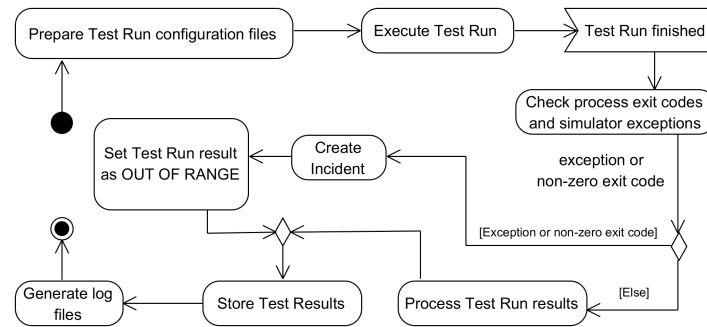 Prepare Test Run configuration files
Execute Test Run
Test Run finished
Check process exit codes
and simulator exceptions
exception or
non-zero exit code
Create
Incident
Set Test Run result
as OUT OF RANGE
[Exception or non-zero exit code]
[Else]
Process Test Run results
Store Test Results
Generate log
files